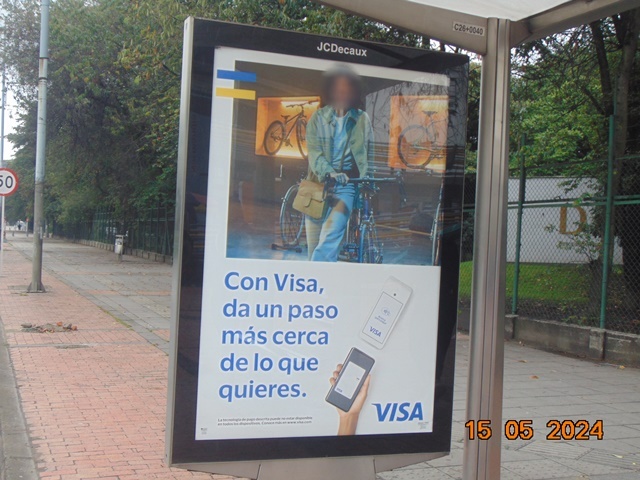 C26+0040
JCDecaux
50
D
Con Visa,
da un paso
más cerca
de lo que
quieres.
VISA
VISA
15 05 2024